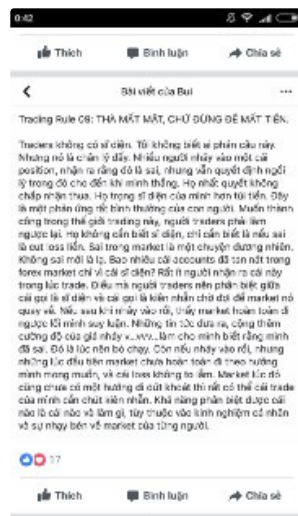 0:42
Thích Bình luận Chia sẻ
Bài viết của Bui
Trading Rule 09: THÀ MẤT MẶT, CHỨ ĐỪNG ĐỂ MẤT TIỀN.
Traders không có sĩ diện. Tôi không biết ai phán câu này.
Nhưng nó là chân lý đấy. Nhiều người nhảy vào một cái
position, nhận ra rằng đó là sai, nhưng vẫn quyết định ngồi
lỳ trong đó cho đến khi mình thắng. Họ nhất quyết không
chấp nhận thua. Họ trọng sĩ diện của mình hơn túi tiền. Đây
là một phản ứng rất bình thường của con người. Muốn thành
công trong thế giới trading này, người traders phải làm
ngược lại. Họ không cần biết sĩ diện, chỉ cần biết là nếu sai
là cut loss liền. Sai trong market là một chuyện đương nhiên.
Không sai mới là lạ. Bao nhiêu cái accounts đã tan nát trong
forex market chỉ vì cái sĩ diện? Rất ít người nhận ra cái này
trong lúc trade. Điều mà người traders nên phân biệt giữa
cái gọi là sĩ diện và cái gọi là kiên nhẫn chờ đợi để market nó
quay về. Nếu sau khi nhảy vào rồi, thấy market hoàn toàn đi
ngược lối mình suy luận. Những tin tức đưa ra, cộng thêm
cường độ của giá nhảy v...vvv...làm cho mình biết rằng mình
đã sai. Đó là lúc nên bỏ chạy. Còn nếu nhảy vào rồi, nhưng
những lúc đầu tiên market chưa hoàn toàn đi theo hướng
mình mong muốn, và cái loss không to lắm. Market lúc đó
cũng chưa có một hướng đi dứt khoát thì rất có thể cái trade
của mình cần chút kiên nhẫn. Khả năng phân biệt được cái
nào là cái nào và làm gì, tùy thuộc vào kinh nghiệm cá nhân
và sự nhạy bén về market của từng người.
17
Thích Bình luận Chia sẻ